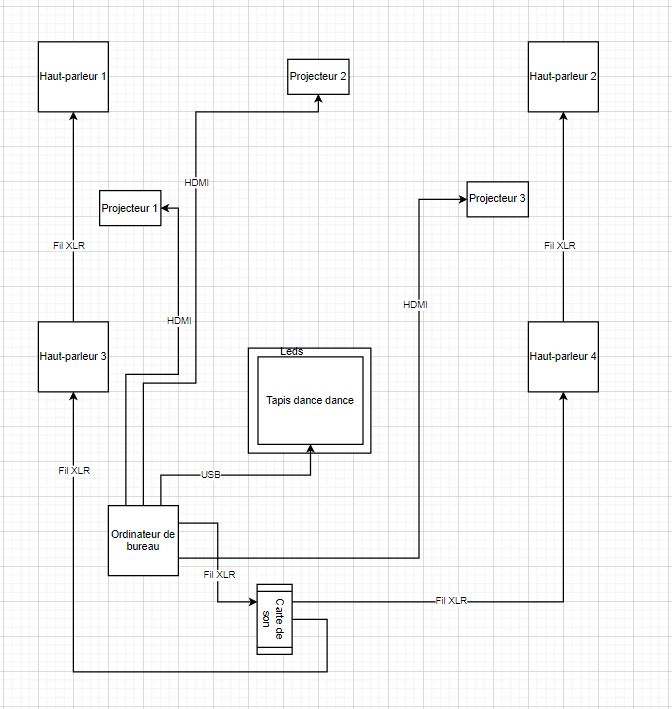 Haut-parleur 1
Projecteur 2
Haut-parleur 2
HDMI
Projecteur 1
Projecteur 3
Fil XLR
Fil XLR
HDMI
HDMI
Haut-parleur 3
Leds
Haut-parleur 4
Tapis dance dance
Fil XLR
USB
Ordinateur de
bureau
Fil XLR
Carte de
son
Fil XLR